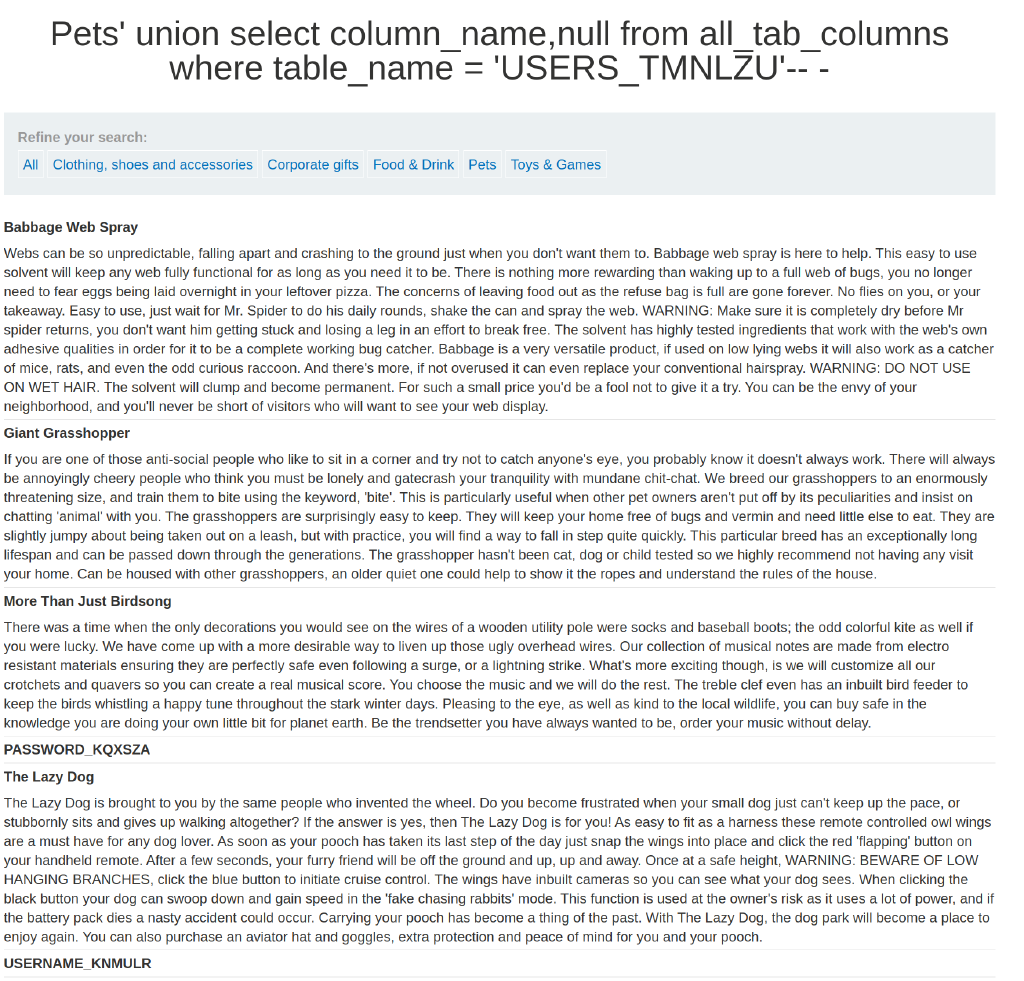 Pets' union select column_name,null from all_tab_columns
where table_name = 'USERS_TMNLZU'-- -
Refine your search:
All Clothing, shoes and accessories Corporate gifts Food & Drink Pets Toys & Games
Babbage Web Spray
Webs can be so unpredictable, falling apart and crashing to the ground just when you don't want them to. Babbage web spray is here to help. This easy to use
solvent will keep any web fully functional for as long as you need it to be. There is nothing more rewarding than waking up to a full web of bugs, you no longer
need to fear eggs being laid overnight in your leftover pizza. The concerns of leaving food out as the refuse bag is full are gone forever. No flies on you, or your
takeaway. Easy to use, just wait for Mr. Spider to do his daily rounds, shake the can and spray the web. WARNING: Make sure it is completely dry before Mr
spider returns, you don't want him getting stuck and losing a leg in an effort to break free. The solvent has highly tested ingredients that work with the web's own
adhesive qualities in order for it to be a complete working bug catcher. Babbage is a very versatile product, if used on low lying webs it will also work as a catcher
of mice, rats, and even the odd curious raccoon. And there's more, if not overused it can even replace your conventional hairspray. WARNING: DO NOT USE
ON WET HAIR. The solvent will clump and become permanent. For such a small price you'd be a fool not to give it a try. You can be the envy of your
neighborhood, and you'll never be short of visitors who will want to see your web display.
Giant Grasshopper
If you are one of those anti-social people who like to sit in a corner and try not to catch anyone's eye, you probably know it doesn't always work. There will always
be annoyingly cheery people who think you must be lonely and gatecrash your tranquility with mundane chit-chat. We breed our grasshoppers to an enormously
threatening size, and train them to bite using the keyword, 'bite'. This is particularly useful when other pet owners aren't put off by its peculiarities and insist on
chatting 'animal' with you. The grasshoppers are surprisingly easy to keep. They will keep your home free of bugs and vermin and need little else to eat. They are
slightly jumpy about being taken out on a leash, but with practice, you will find a way to fall in step quite quickly. This particular breed has an exceptionally long
lifespan and can be passed down through the generations. The grasshopper hasn't been cat, dog or child tested so we highly recommend not having any visit
your home. Can be housed with other grasshoppers, an older quiet one could help to show it the ropes and understand the rules of the house.
More Than Just Birdsong
There was a time when the only decorations you would see on the wires of a wooden utility pole were socks and baseball boots; the odd colorful kite as well if
you were lucky. We have come up with a more desirable way to liven up those ugly overhead wires. Our collection of musical notes are made from electro
resistant materials ensuring they are perfectly safe even following a surge, or a lightning strike. What's more exciting though, is we will customize all our
crotchets and quavers so you can create a real musical score. You choose the music and we will do the rest. The treble clef even has an inbuilt bird feeder to
keep the birds whistling a happy tune throughout the stark winter days. Pleasing to the eye, as well as kind to the local wildlife, you can buy safe in the
knowledge you are doing your own little bit for planet earth. Be the trendsetter you have always wanted to be, order your music without delay.
PASSWORD_KQXSZA
The Lazy Dog
The Lazy Dog is brought to you by the same people who invented the wheel. Do you become frustrated when your small dog just can't keep up the pace, or
stubbornly sits and gives up walking altogether? If the answer is yes, then The Lazy Dog is for you! As easy to fit as a harness these remote controlled owl wings
are a must have for any dog lover. As soon as your pooch has taken its last step of the day just snap the wings into place and click the red 'flapping' button on
your handheld remote. After a few seconds, your furry friend will be off the ground and up, up and away. Once at a safe height, WARNING: BEWARE OF LOW
HANGING BRANCHES, click the blue button to initiate cruise control. The wings have inbuilt cameras so you can see what your dog sees. When clicking the
black button your dog can swoop down and gain speed in the 'fake chasing rabbits' mode. This function is used at the owner's risk as it uses a lot of power, and if
the battery pack dies a nasty accident could occur. Carrying your pooch has become a thing of the past. With The Lazy Dog, the dog park will become a place to
enjoy again. You can also purchase an aviator hat and goggles, extra protection and peace of mind for you and your pooch.
USERNAME_KNMULR